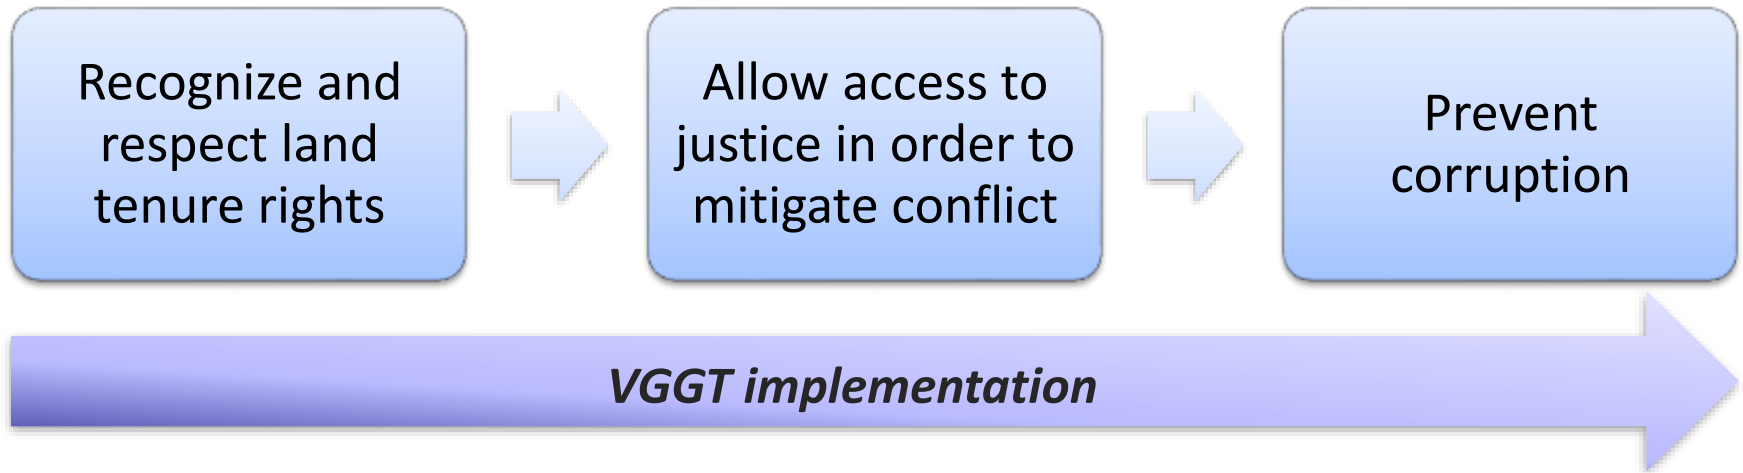 Recognize and
respect land
tenure rights
Allow access to
justice in order to
mitigate conflict
Prevent
corruption
VGGT implementation